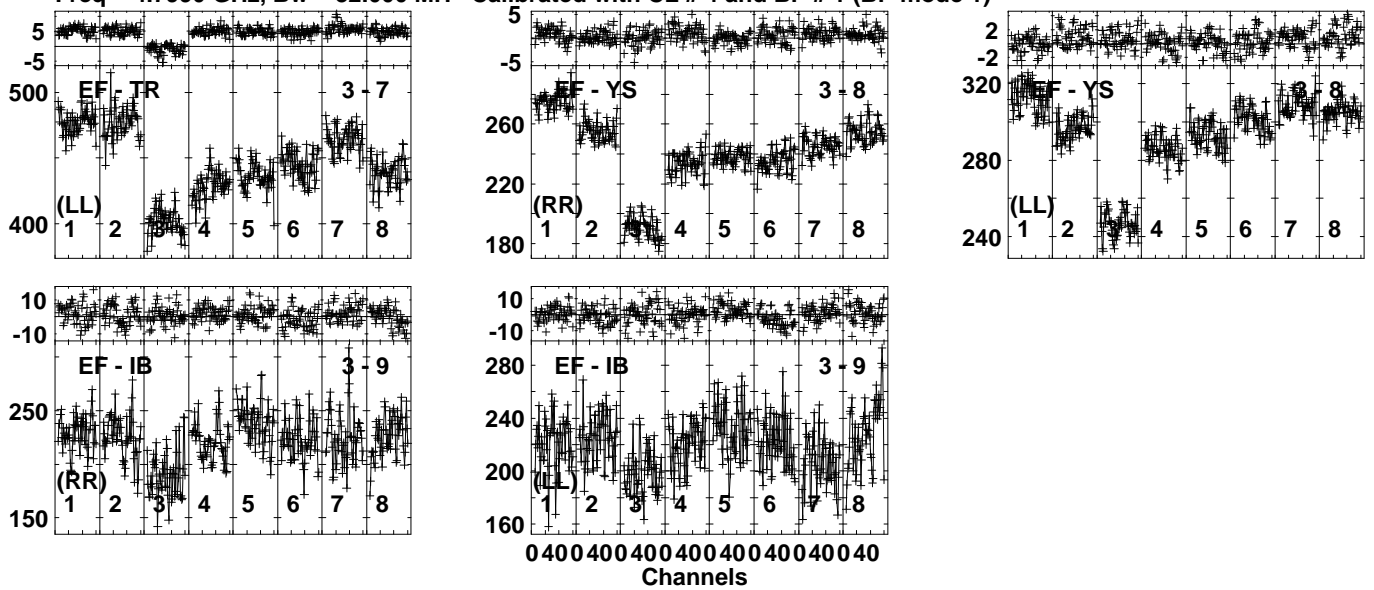 5 5 2
-5 -5 -2
500 EF - TR 3 - 7
260 EF - YS 3 - 8
320 EF - YS 3 - 8
220 280
(LL) (RR) (LL)
400 1 2 3 4 5 6 7 8
180 1 2 3 4 5 6 7 8
240 1 2 3 4 5 6 7 8
10 10
-10 -10
EF - IB 3 - 9
280 EF - IB 3 - 9
250 240
200
(RR) (LL)
150 1 2 3 4 5 6 7 8
160 1 2 3 4 5 6 7 8
0 40 0 40 0 40 0 40 0 40 0 40 0 40 0 40
Channels